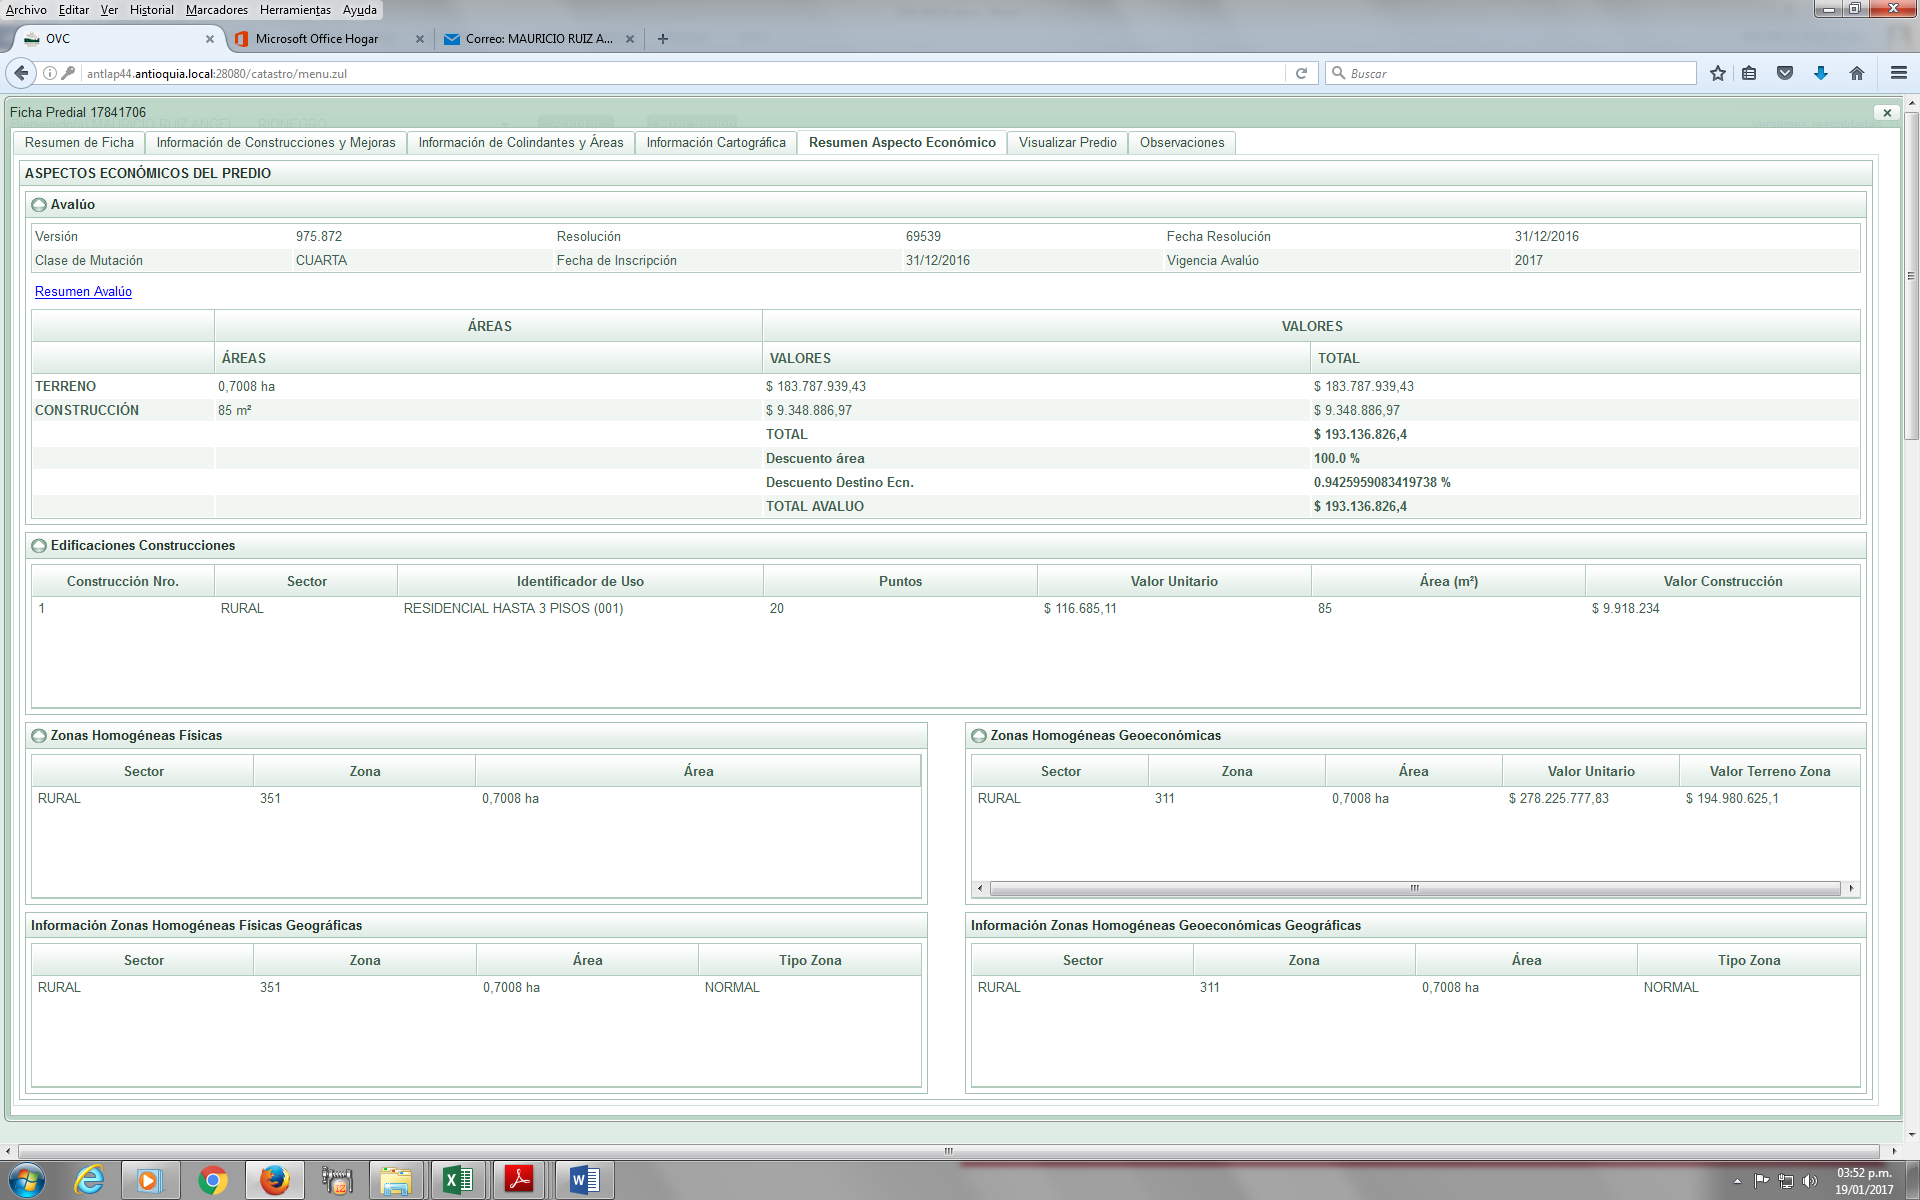 Archivo Editar Ver Historial Marcadores Herramientas Ayuda
OVC
Microsoft Office Hogar
Correo: MAURICIO RUIZ A...
antlap44.antioquia.local:28080/catastro/menu.zul
Buscar
Ficha Predial 17841706
Resumen de Ficha
Información de Construcciones y Mejoras
Información de Colindantes y Áreas
Información Cartográfica
Resumen Aspecto Económico
Visualizar Predio
Observaciones
ASPECTOS ECONÓMICOS DEL PREDIO
Avalúo
Versión 975.872 Resolución 69539 Fecha Resolución 31/12/2016
Clase de Mutación CUARTA Fecha de Inscripción 31/12/2016 Vigencia Avalúo 2017
Resumen Avalúo
ÁREAS VALORES
ÁREAS VALORES TOTAL
TERRENO 0,7008 ha $ 183.787.939,43 $ 183.787.939,43
CONSTRUCCIÓN 85 m² $ 9.348.886,97 $ 9.348.886,97
TOTAL $ 193.136.826,4
Descuento área 100.0 %
Descuento Destino Ecn. 0.9425959083419738 %
TOTAL AVALUO $ 193.136.826,4
Edificaciones Construcciones
Construcción Nro. Sector Identificador de Uso Puntos Valor Unitario Área (m²) Valor Construcción
1 RURAL RESIDENCIAL HASTA 3 PISOS (001) 20 $ 116.685,11 85 $ 9.918.234
Zonas Homogéneas Físicas
Sector Zona Área
RURAL 351 0,7008 ha
Zonas Homogéneas Geoeconómicas
Sector Zona Área Valor Unitario Valor Terreno Zona
RURAL 311 0,7008 ha $ 278.225.777,83 $ 194.980.625,1
Información Zonas Homogéneas Físicas Geográficas
Sector Zona Área Tipo Zona
RURAL 351 0,7008 ha NORMAL
Información Zonas Homogéneas Geoeconómicas Geográficas
Sector Zona Área Tipo Zona
RURAL 311 0,7008 ha NORMAL
03:52 p.m.
19/01/2017